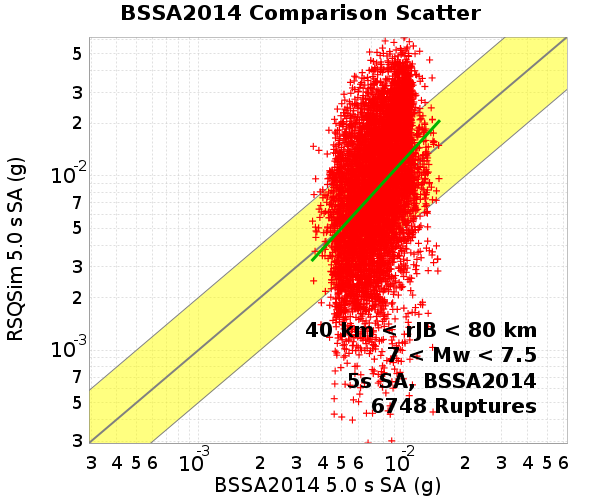 BSSA2014 Comparison Scatter
RSQSim 5.0 s SA (g)
5
3
2
10-2
7
5
3
2
10-3
7
5
3
40 km < rJB < 80 km
7 < Mw < 7.5
5s SA, BSSA2014
6748 Ruptures
3 4 5 6 10-3 2 3 4 5 6 10-2 2 3 4 5 6
BSSA2014 5.0 s SA (g)